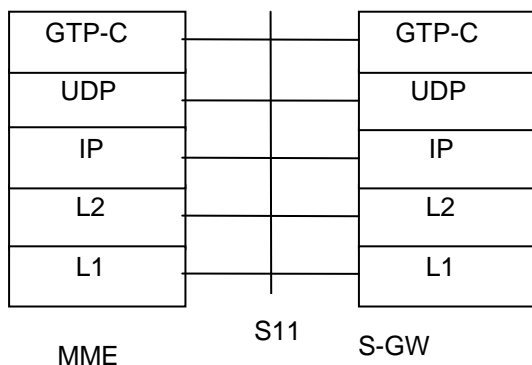 GTP-C GTP-C
UDP UDP
IP IP
L2 L2
L1 L1
S11
MME S-GW